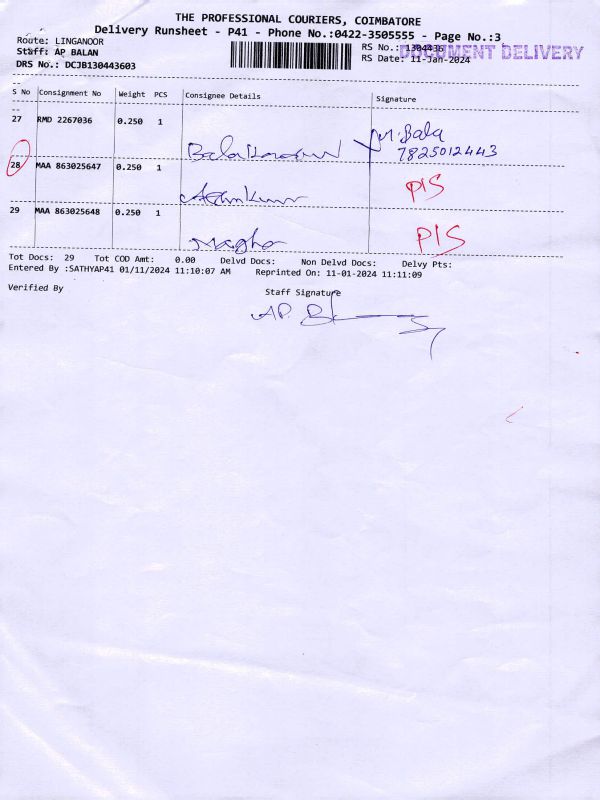 THE PROFESSIONAL COURIERS, COIMBATORE
Delivery Runsheet - P41 - Phone No.:0422-3505555 - Page No.:3
Route: LINGANOOR RS No.: 1304436
Staff: AP BALAN DOCUMENT DELIVERY
DRS No.: DCJB130443603 RS Date: 11-Jan-2024
S No Consignment No Weight PCS Consignee Details Signature
27 RMD 2267036 0.250 1 M. Bala
7825012443
28 MAA 863025647 0.250 1 PIS
29 MAA 863025648 0.250 1 PIS
Tot Docs: 29 Tot COD Amt: 0.00 Delvd Docs: Non Delvd Docs: Delvy Pts:
Entered By :SATHYAP41 01/11/2024 11:10:07 AM Reprinted On: 11-01-2024 11:11:09
Verified By Staff Signature
AP.